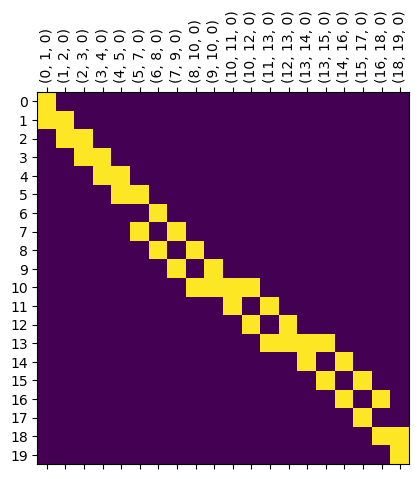 (0, 1, 0)
(1, 2, 0)
(2, 3, 0)
(3, 4, 0)
(4, 5, 0)
(5, 7, 0)
(6, 8, 0)
(7, 9, 0)
(8, 10, 0)
(9, 10, 0)
(10, 11, 0)
(10, 12, 0)
(11, 13, 0)
(12, 13, 0)
(13, 14, 0)
(13, 15, 0)
(14, 16, 0)
(15, 17, 0)
(16, 18, 0)
(18, 19, 0)
0
1
2
3
4
5
6
7
8
9
10
11
12
13
14
15
16
17
18
19